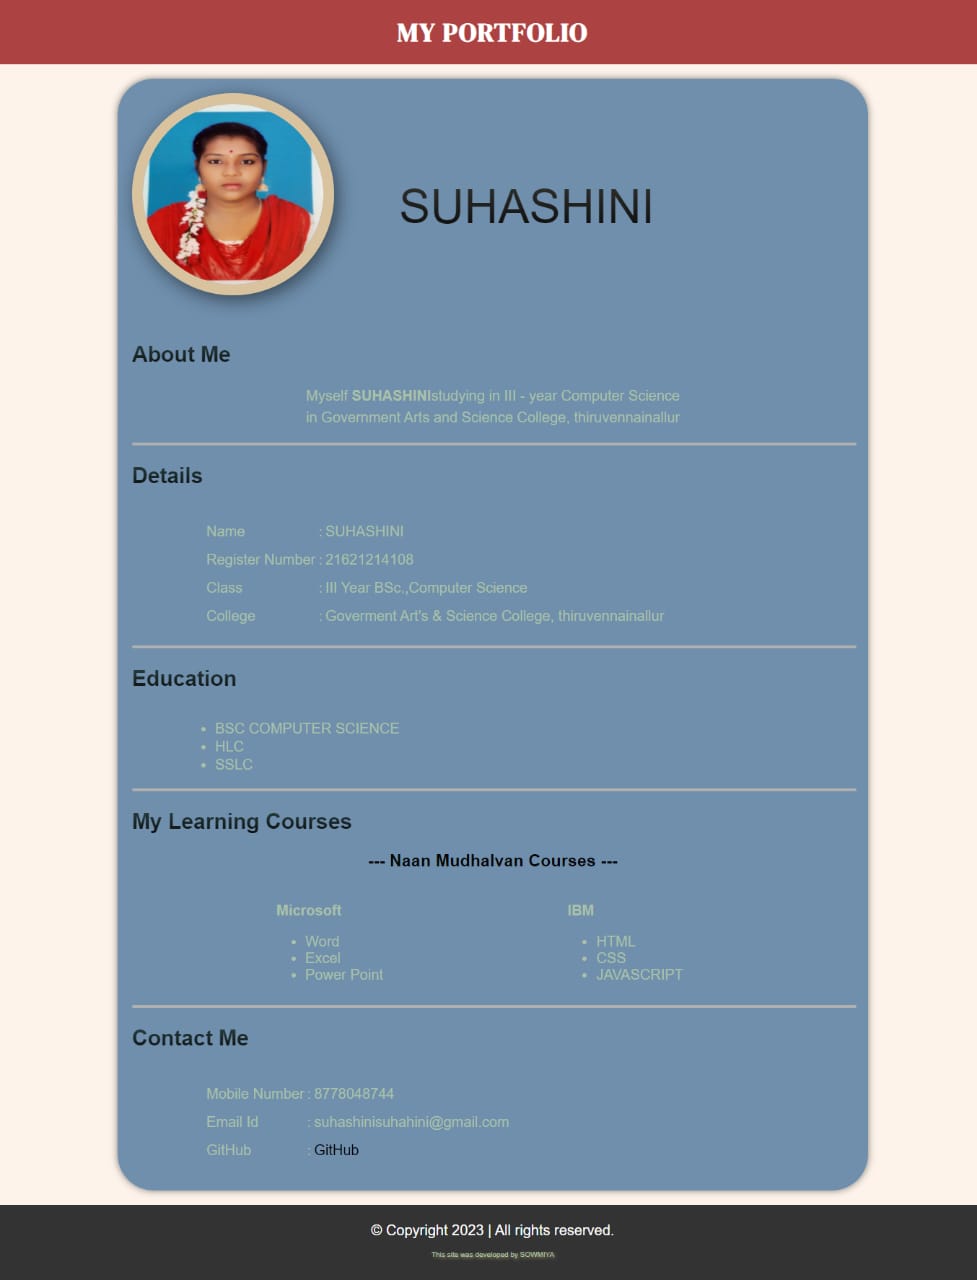 MY PORTFOLIO
SUHASHINI
About Me
Myself SUHASHINIstudying in III - year Computer Science
in Government Arts and Science College, thiruvennainallur
Details
Name : SUHASHINI
Register Number : 21621214108
Class : III Year BSc.,Computer Science
College : Goverment Art's & Science College, thiruvennainallur
Education
• BSC COMPUTER SCIENCE
• HLC
• SSLC
My Learning Courses
--- Naan Mudhalvan Courses ---
Microsoft
• Word
• Excel
• Power Point
IBM
• HTML
• CSS
• JAVASCRIPT
Contact Me
Mobile Number : 8778048744
Email Id : suhashinisuhahini@gmail.com
GitHub : GitHub
© Copyright 2023 | All rights reserved.
This site was developed by SOWMIYA